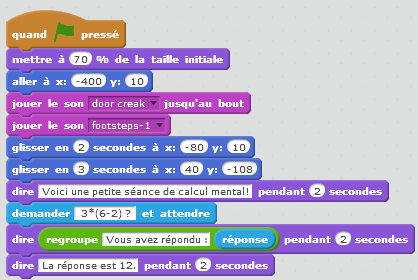 quand pressé
mettre à 70 % de la taille initiale
aller à x: -400 y: 10
jouer le son door creak jusqu'au bout
jouer le son footsteps-1
glisser en 2 secondes à x: -80 y: 10
glisser en 3 secondes à x: 40 y: -108
dire Voici une petite séance de calcul mental! pendant 2 secondes
demander 3*(6-2) ? et attendre
dire regroupe Vous avez répondu : réponse pendant 2 secondes
dire La réponse est 12. pendant 2 secondes